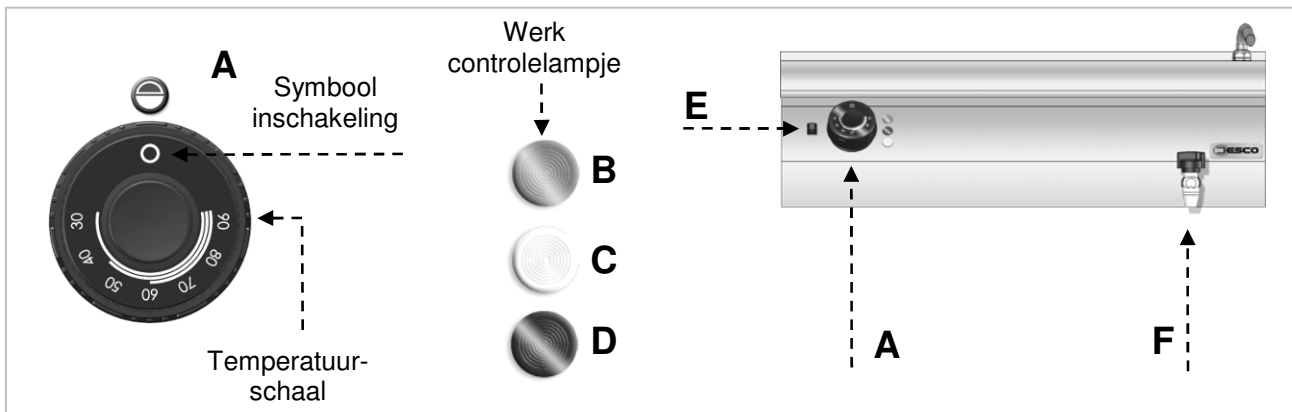 A
Symbool
inschakeling
30
40
50
60
70
80
90
Temperatuur-
schaal
Werk
controlelampje
B
C
D
E
ESCO
A
F